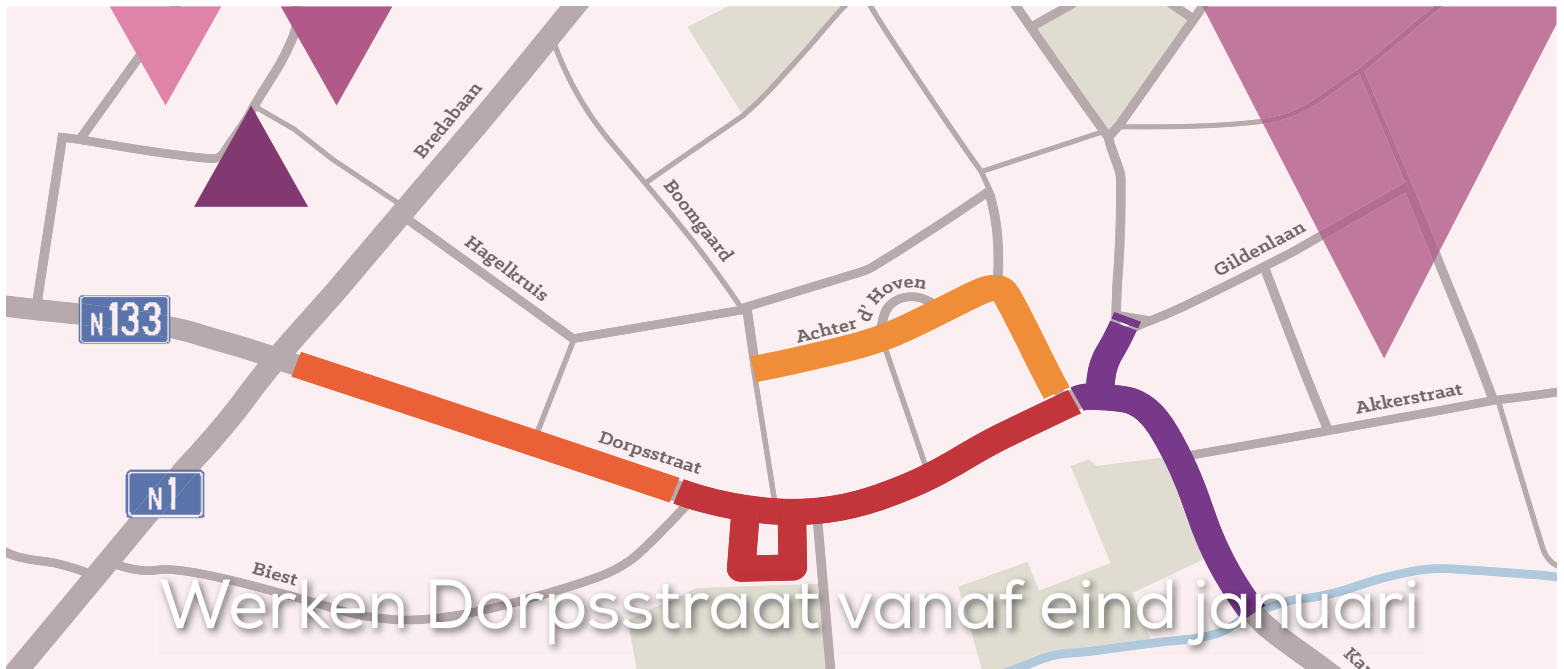 Bredabaan
Boomgaard
Hagelkruis
Gildenlaan
Achter d' Hoven
N133
Akkerstraat
Dorpsstraat
N1
Biest
Werken Dorpsstraat vanaf eind januari